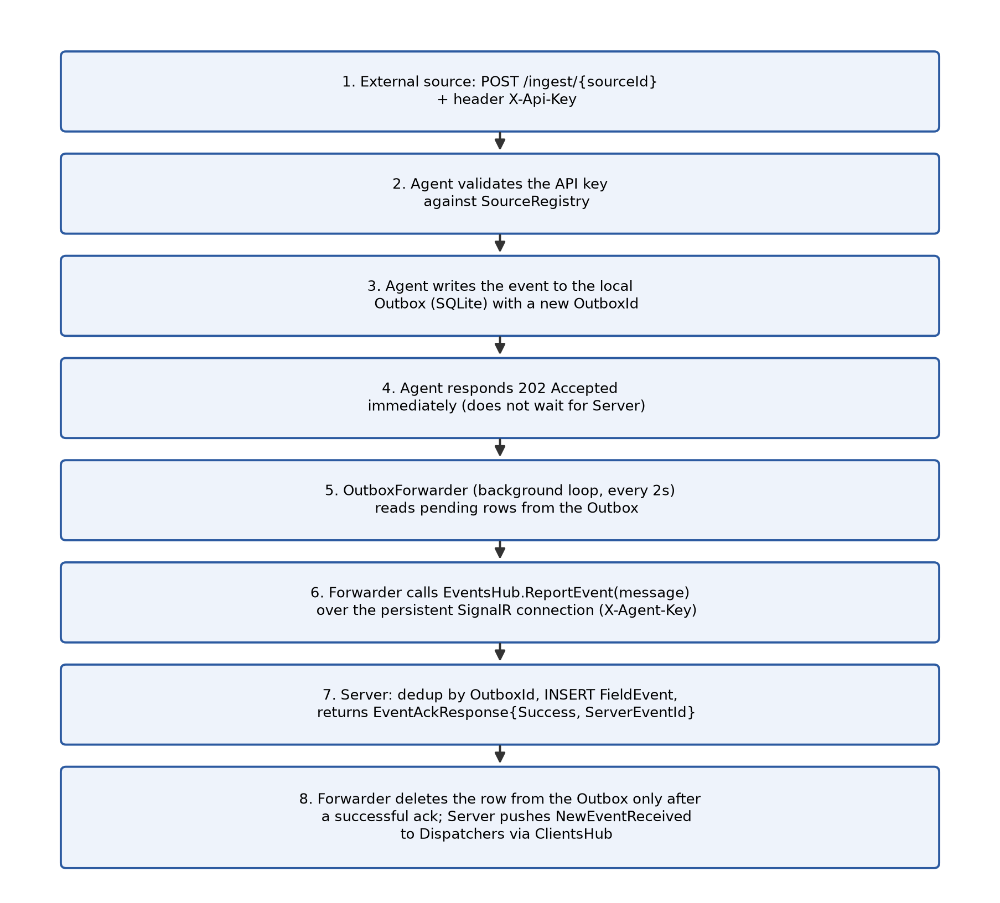 1. External source: POST /ingest/{sourceId}
+ header X-Api-Key
2. Agent validates the API key
against SourceRegistry
3. Agent writes the event to the local
Outbox (SQLite) with a new OutboxId
4. Agent responds 202 Accepted
immediately (does not wait for Server)
5. OutboxForwarder (background loop, every 2s)
reads pending rows from the Outbox
6. Forwarder calls EventsHub.ReportEvent(message)
over the persistent SignalR connection (X-Agent-Key)
7. Server: dedup by OutboxId, INSERT FieldEvent,
returns EventAckResponse{Success, ServerEventId}
8. Forwarder deletes the row from the Outbox only after
a successful ack; Server pushes NewEventReceived
to Dispatchers via ClientsHub